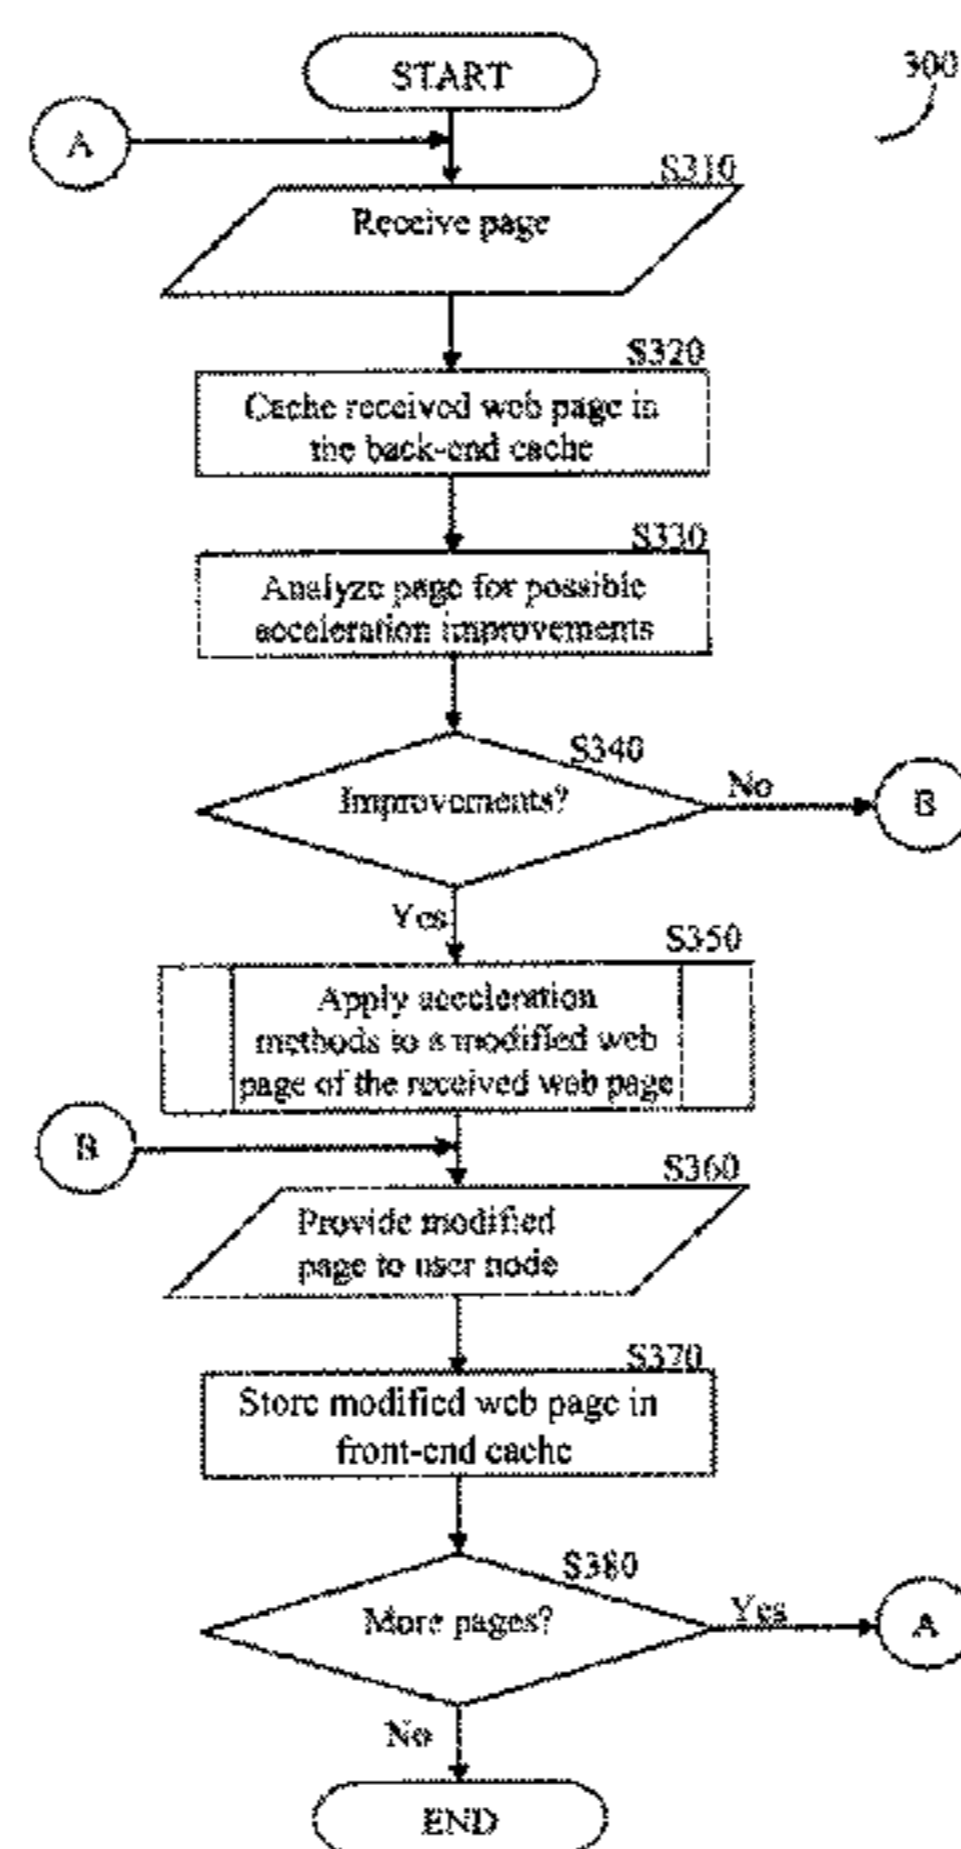 START
300
A
S310
Receive page
S320
Cache received web page in
the back-end cache
S330
Analyze page for possible
acceleration improvements
S340
Improvements?
No
B
Yes
S350
Apply acceleration
methods to a modified web
page of the received web page
B
S360
Provide modified
page to user node
S370
Store modified web page in
front-end cache
S380
More pages?
Yes
A
No
END